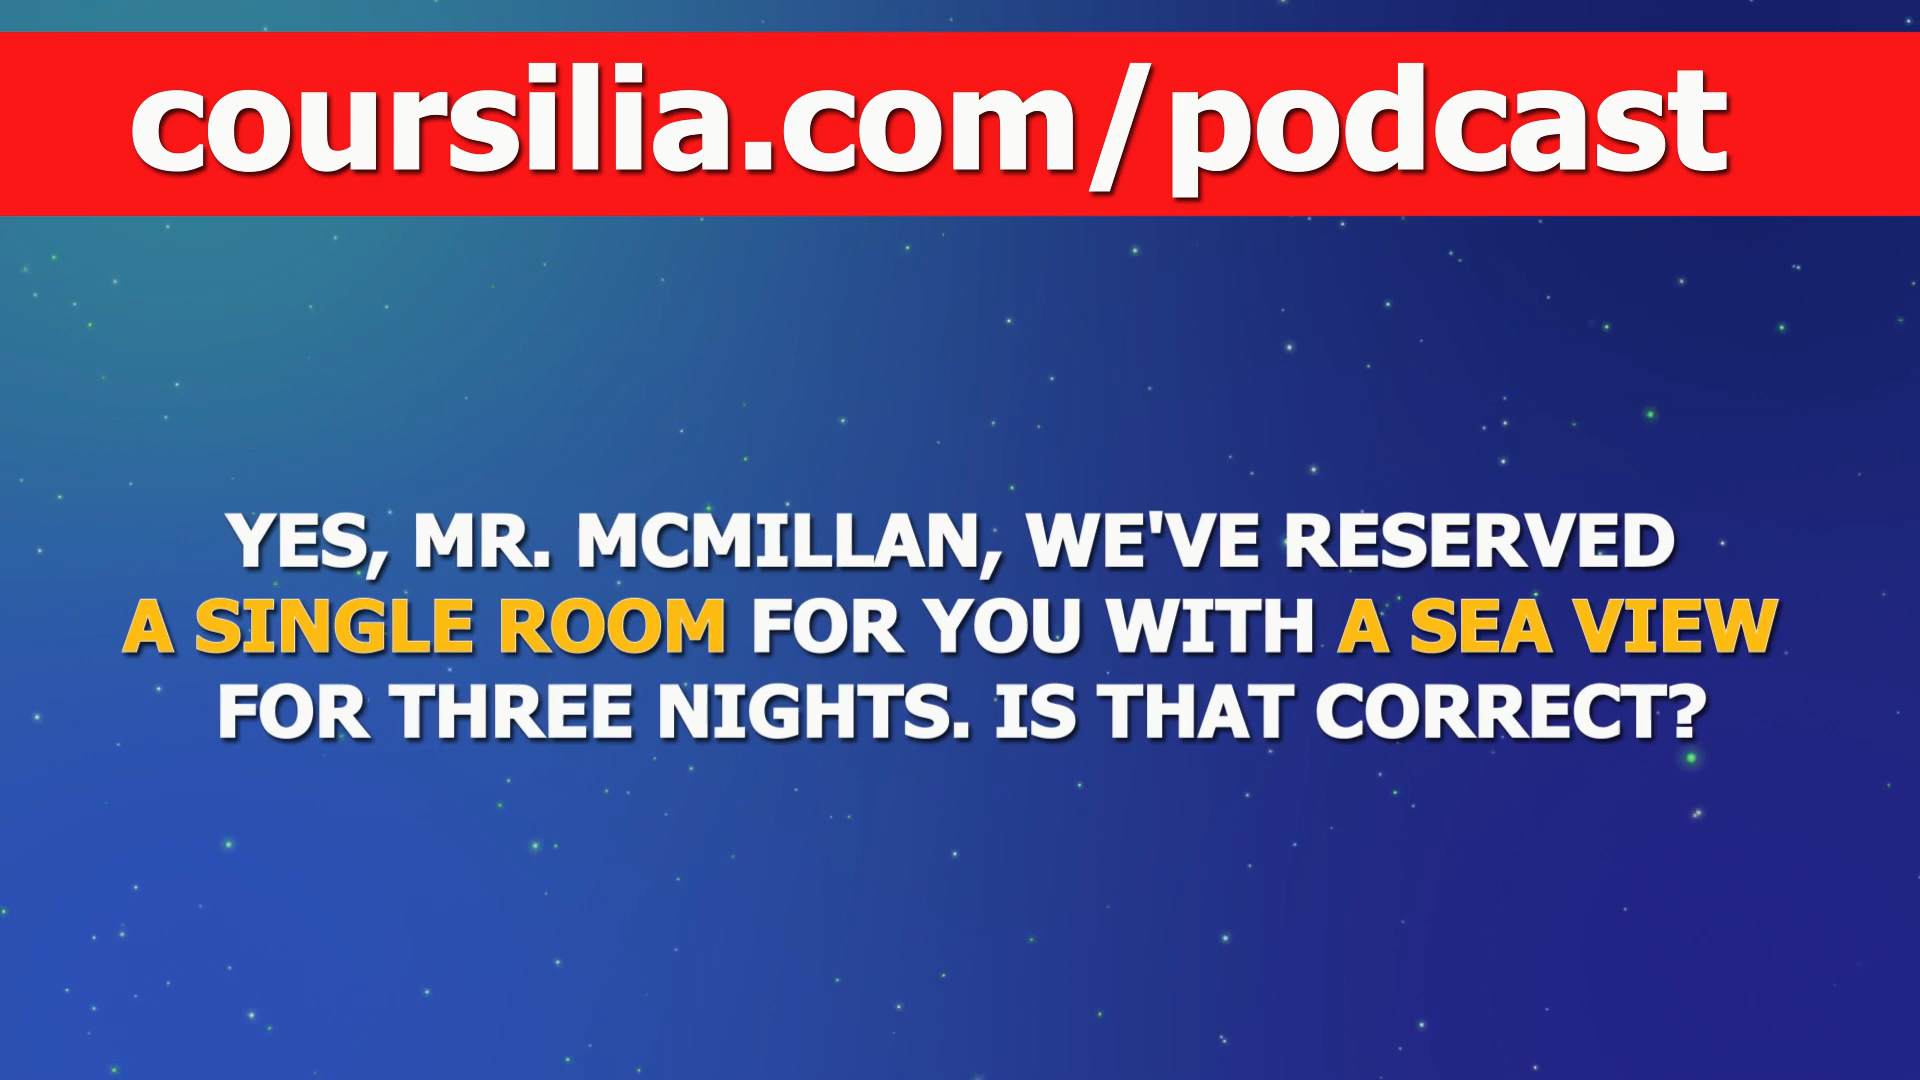 coursilia.com/podcast
YES, MR. MCMILLAN, WE'VE RESERVED
A SINGLE ROOM FOR YOU WITH A SEA VIEW
FOR THREE NIGHTS. IS THAT CORRECT?